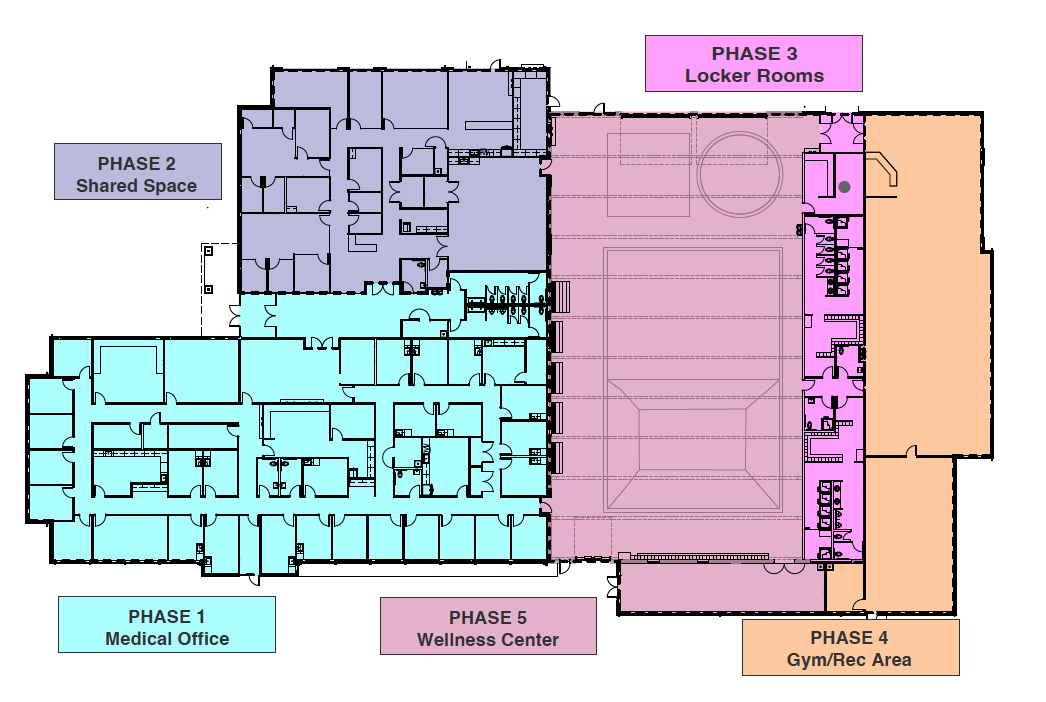 PHASE 3
Locker Rooms
PHASE 2
Shared Space
PHASE 1
Medical Office
PHASE 5
Wellness Center
PHASE 4
Gym/Rec Area